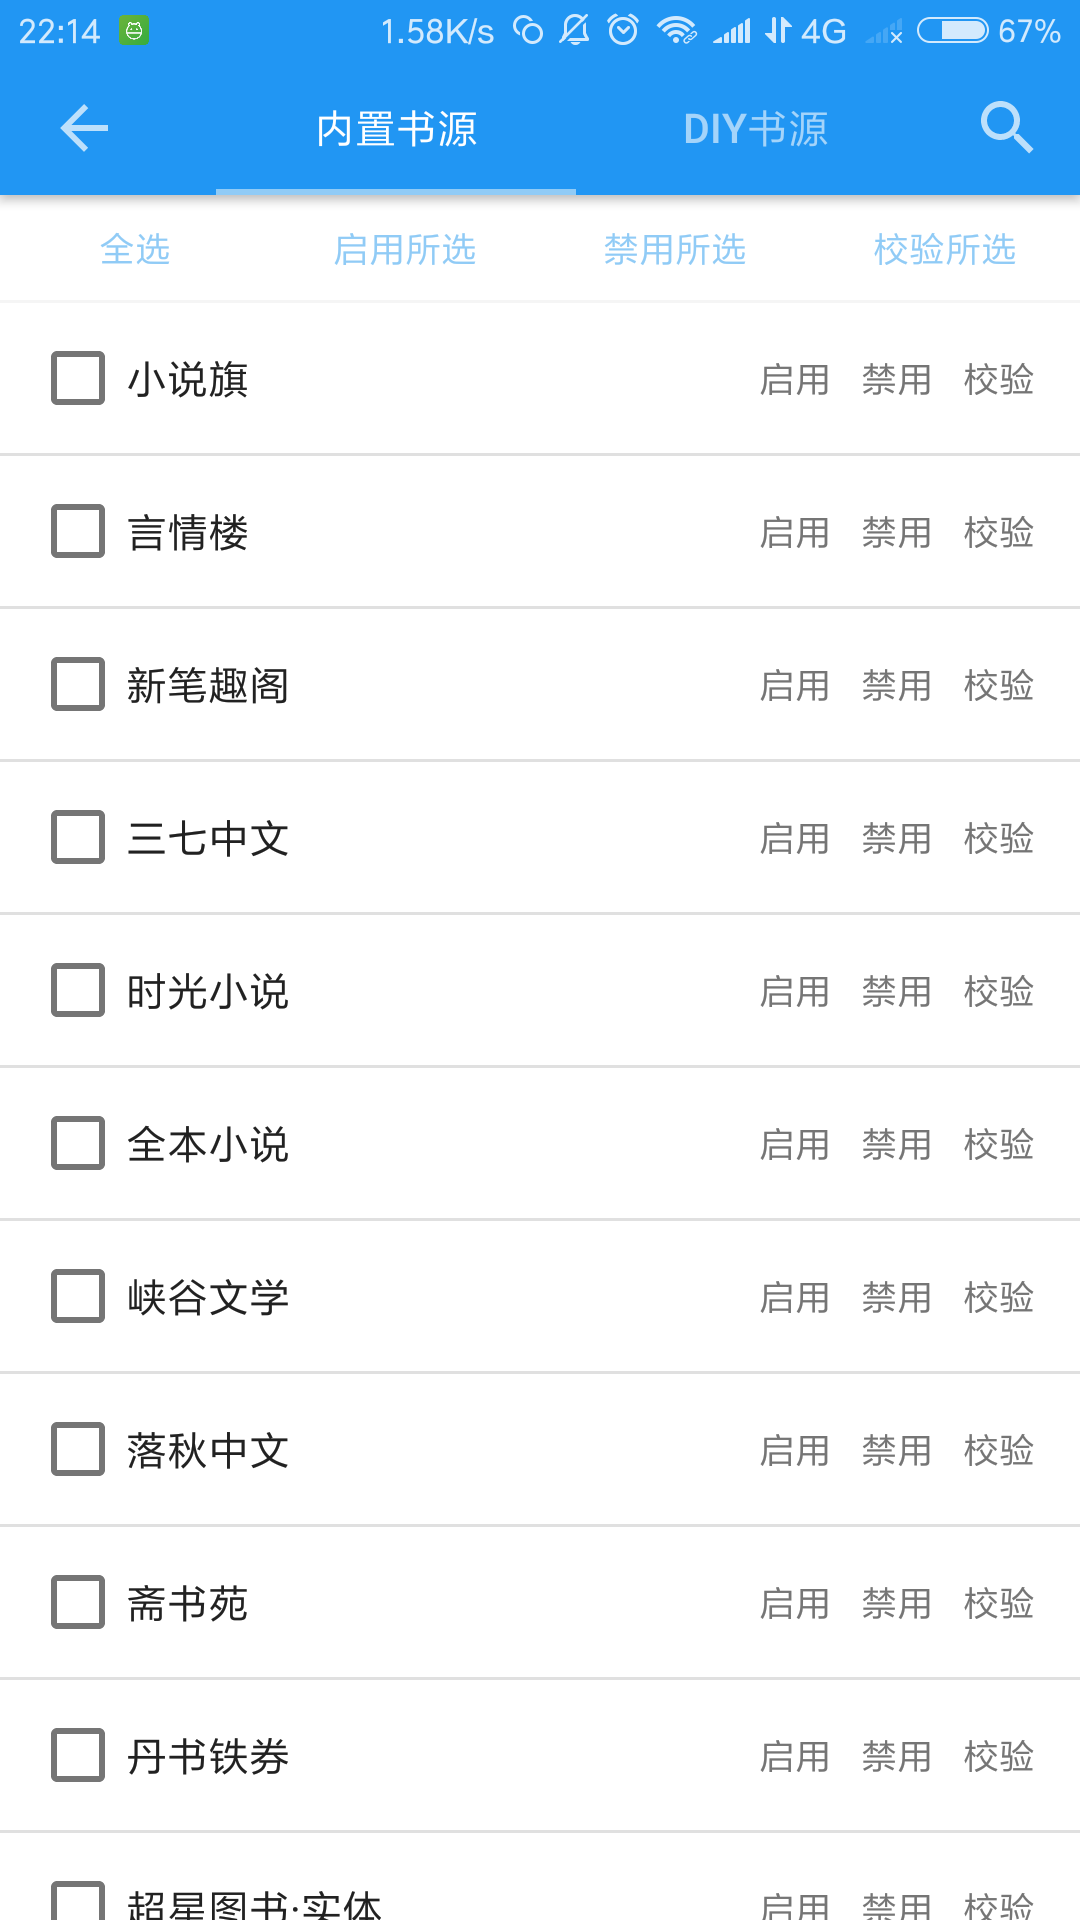 22:14 1.58K/s 4G 67%
内置书源 DIY书源
全选 启用所选 禁用所选 校验所选
小说旗 启用 禁用 校验
言情楼 启用 禁用 校验
新笔趣阁 启用 禁用 校验
三七中文 启用 禁用 校验
时光小说 启用 禁用 校验
全本小说 启用 禁用 校验
峡谷文学 启用 禁用 校验
落秋中文 启用 禁用 校验
斋书苑 启用 禁用 校验
丹书铁券 启用 禁用 校验
超星图书·实体 启用 禁用 校验